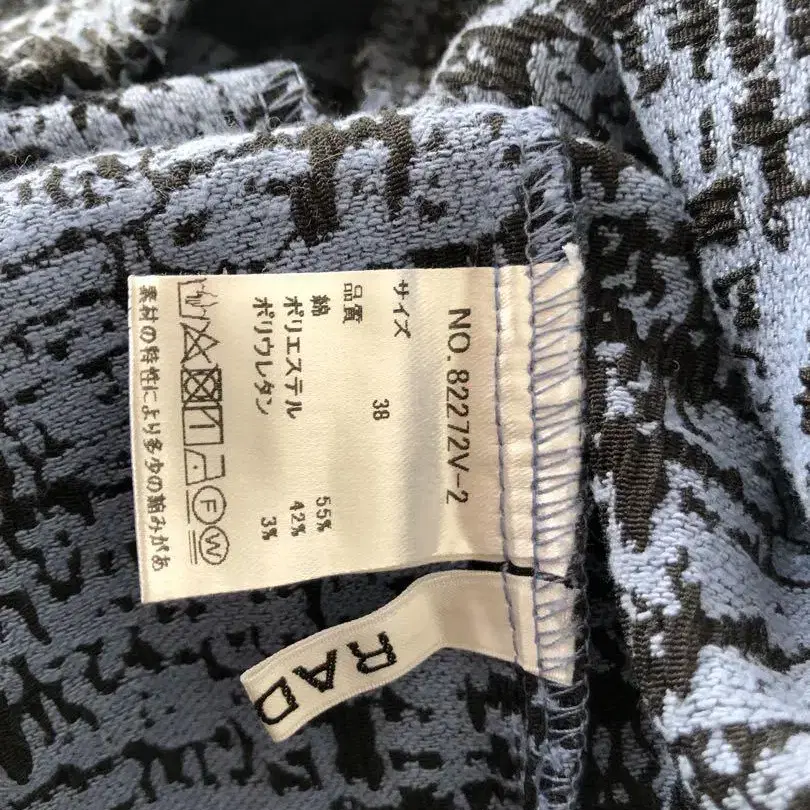 NO. 82272V-2
サイズ 38
品質
綿 55%
ポリエステル 42%
ポリウレタン 3%
F W
素材の特性により多少の縮みがあ
RAD